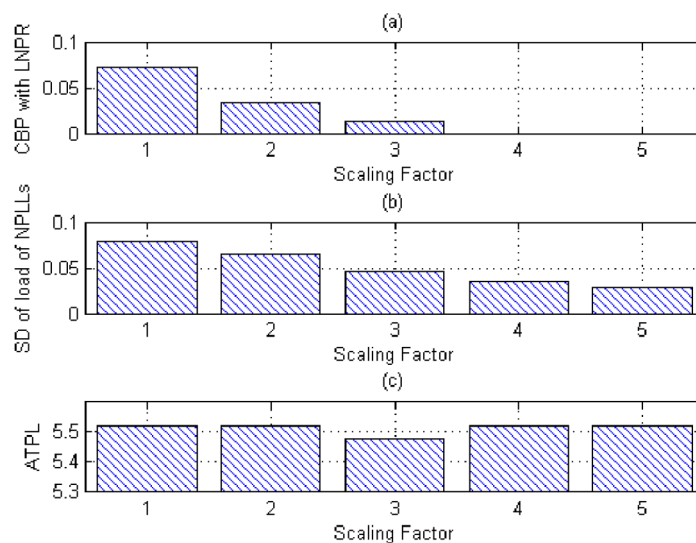 (a)
CBP with LNPR
0.1
0.05
0
1 2 3 4 5
Scaling Factor
(b)
SD of load of NPLLs
0.1
0.05
0
1 2 3 4 5
Scaling Factor
(c)
ATPL
5.5
5.4
5.3
1 2 3 4 5
Scaling Factor